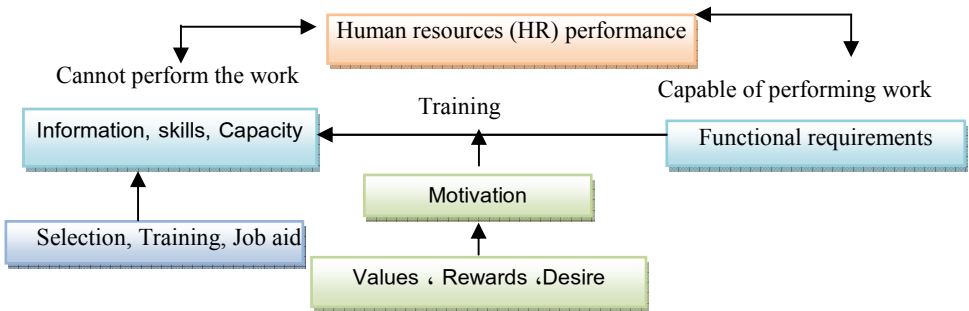 Human resources (HR) performance
Cannot perform the work
Capable of performing work
Training
Information, skills, Capacity
Functional requirements
Motivation
Selection, Training, Job aid
Values ، Rewards ،Desire